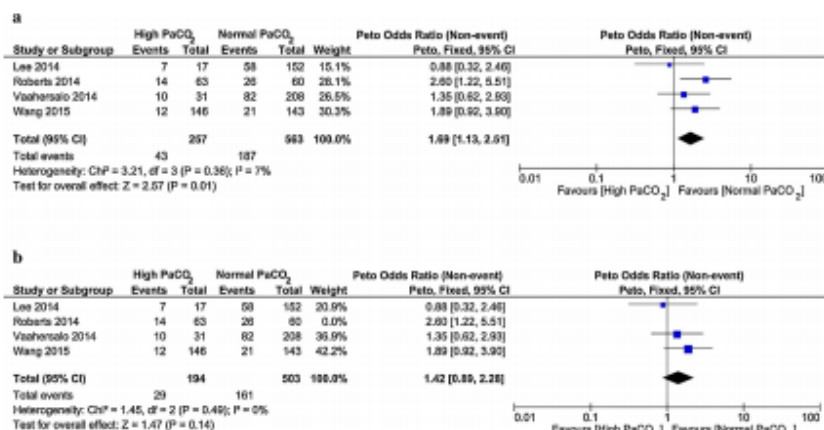 a
High PaCO2 Normal PaCO2 Peto Odds Ratio (Non-event) Peto Odds Ratio (Non-event)
Study or Subgroup Events Total Events Total Weight Peto, Fixed, 95% CI Peto, Fixed, 95% CI
Lee 2014 7 17 58 152 15.1% 0.88 [0.32, 2.46]
Roberts 2014 14 63 26 60 28.1% 2.60 [1.22, 5.51]
Vaahersalo 2014 10 31 82 208 26.5% 1.35 [0.62, 2.93]
Wang 2015 12 146 21 143 30.3% 1.89 [0.92, 3.90]
Total (95% CI) 257 563 100.0% 1.69 [1.13, 2.51]
Total events 43 187
Heterogeneity: Chi² = 3.21, df = 3 (P = 0.36); I² = 7%
Test for overall effect: Z = 2.57 (P = 0.01)
0.01 0.1 1 10 100
Favours [High PaCO2] Favours [Normal PaCO2]
b
High PaCO2 Normal PaCO2 Peto Odds Ratio (Non-event) Peto Odds Ratio (Non-event)
Study or Subgroup Events Total Events Total Weight Peto, Fixed, 95% CI Peto, Fixed, 95% CI
Lee 2014 7 17 58 152 20.9% 0.88 [0.32, 2.46]
Roberts 2014 14 63 26 60 0.0% 2.60 [1.22, 5.51]
Vaahersalo 2014 10 31 82 208 36.9% 1.35 [0.62, 2.93]
Wang 2015 12 146 21 143 42.2% 1.89 [0.92, 3.90]
Total (95% CI) 194 503 100.0% 1.42 [0.89, 2.28]
Total events 29 161
Heterogeneity: Chi² = 1.45, df = 2 (P = 0.49); I² = 0%
Test for overall effect: Z = 1.47 (P = 0.14)
0.01 0.1 1 10 100
Favours [High PaCO2] Favours [Normal PaCO2]